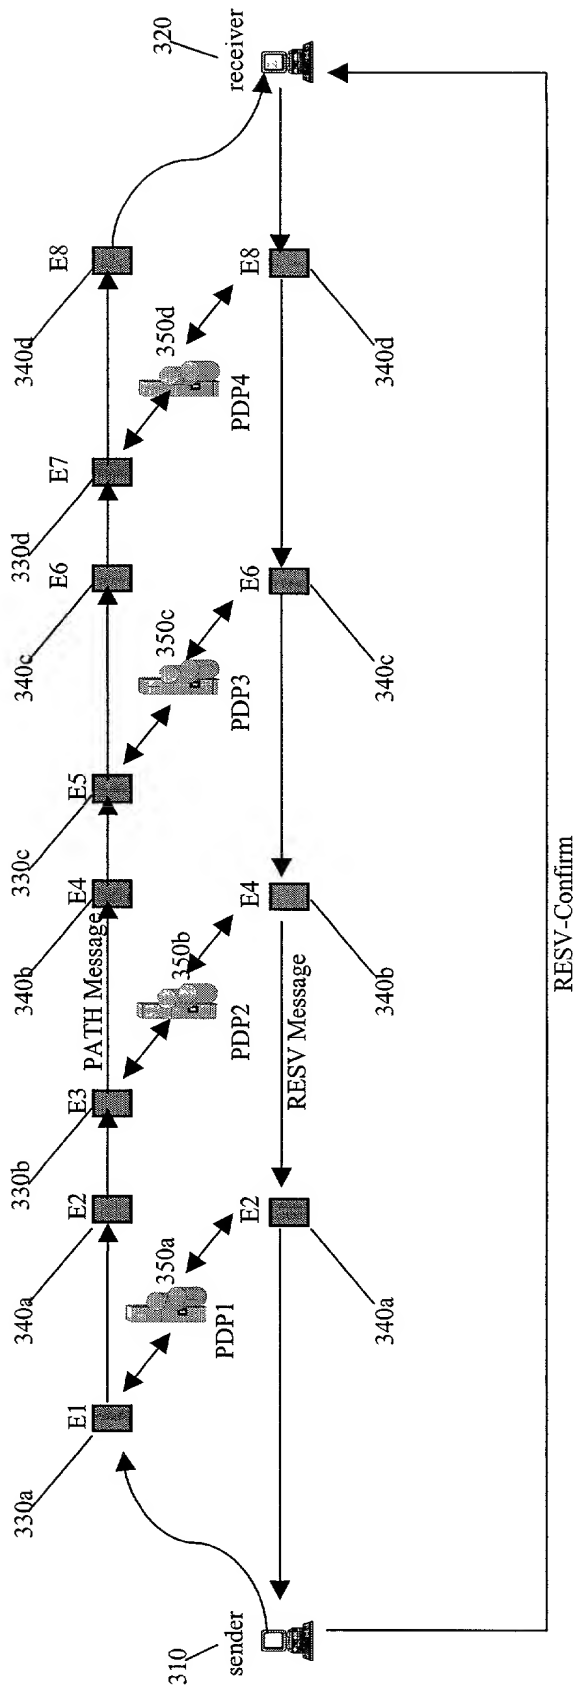 330a
340a
330b
340b
330c
340c
330d
340d
E1
E2
E3
E4
E5
E6
E7
E8
PATH Message
350a
350b
350c
350d
PDP1
PDP2
PDP3
PDP4
310
sender
320
receiver
E2
E4
E6
E8
RESV Message
340a
340b
340c
340d
RESV-Confirm